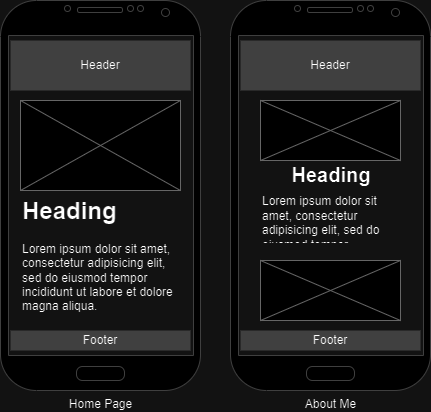 Header
Heading
Lorem ipsum dolor sit amet,
consectetur adipisicing elit,
sed do eiusmod tempor
incididunt ut labore et dolore
magna aliqua.
Footer
Home Page
Header
Heading
Lorem ipsum dolor sit
amet, consectetur
adipisicing elit, sed do
eiusmod tempor
Footer
About Me